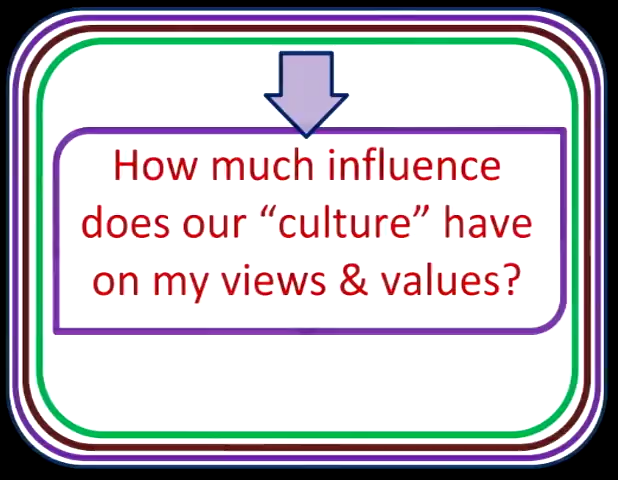 How much influence
does our “culture” have
on my views & values?